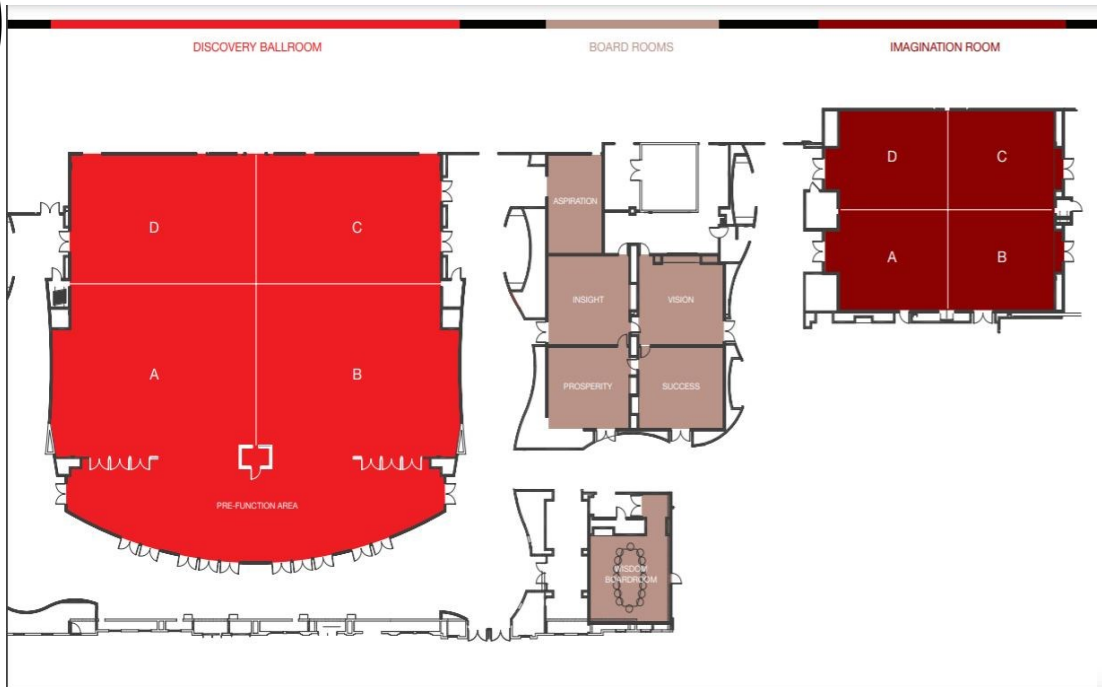 DISCOVERY BALLROOM
BOARD ROOMS
IMAGINATION ROOM
D
C
A
B
PRE-FUNCTION AREA
ASPIRATION
INSIGHT
VISION
PROSPERITY
SUCCESS
WISDOM
BOARDROOM
D
C
A
B